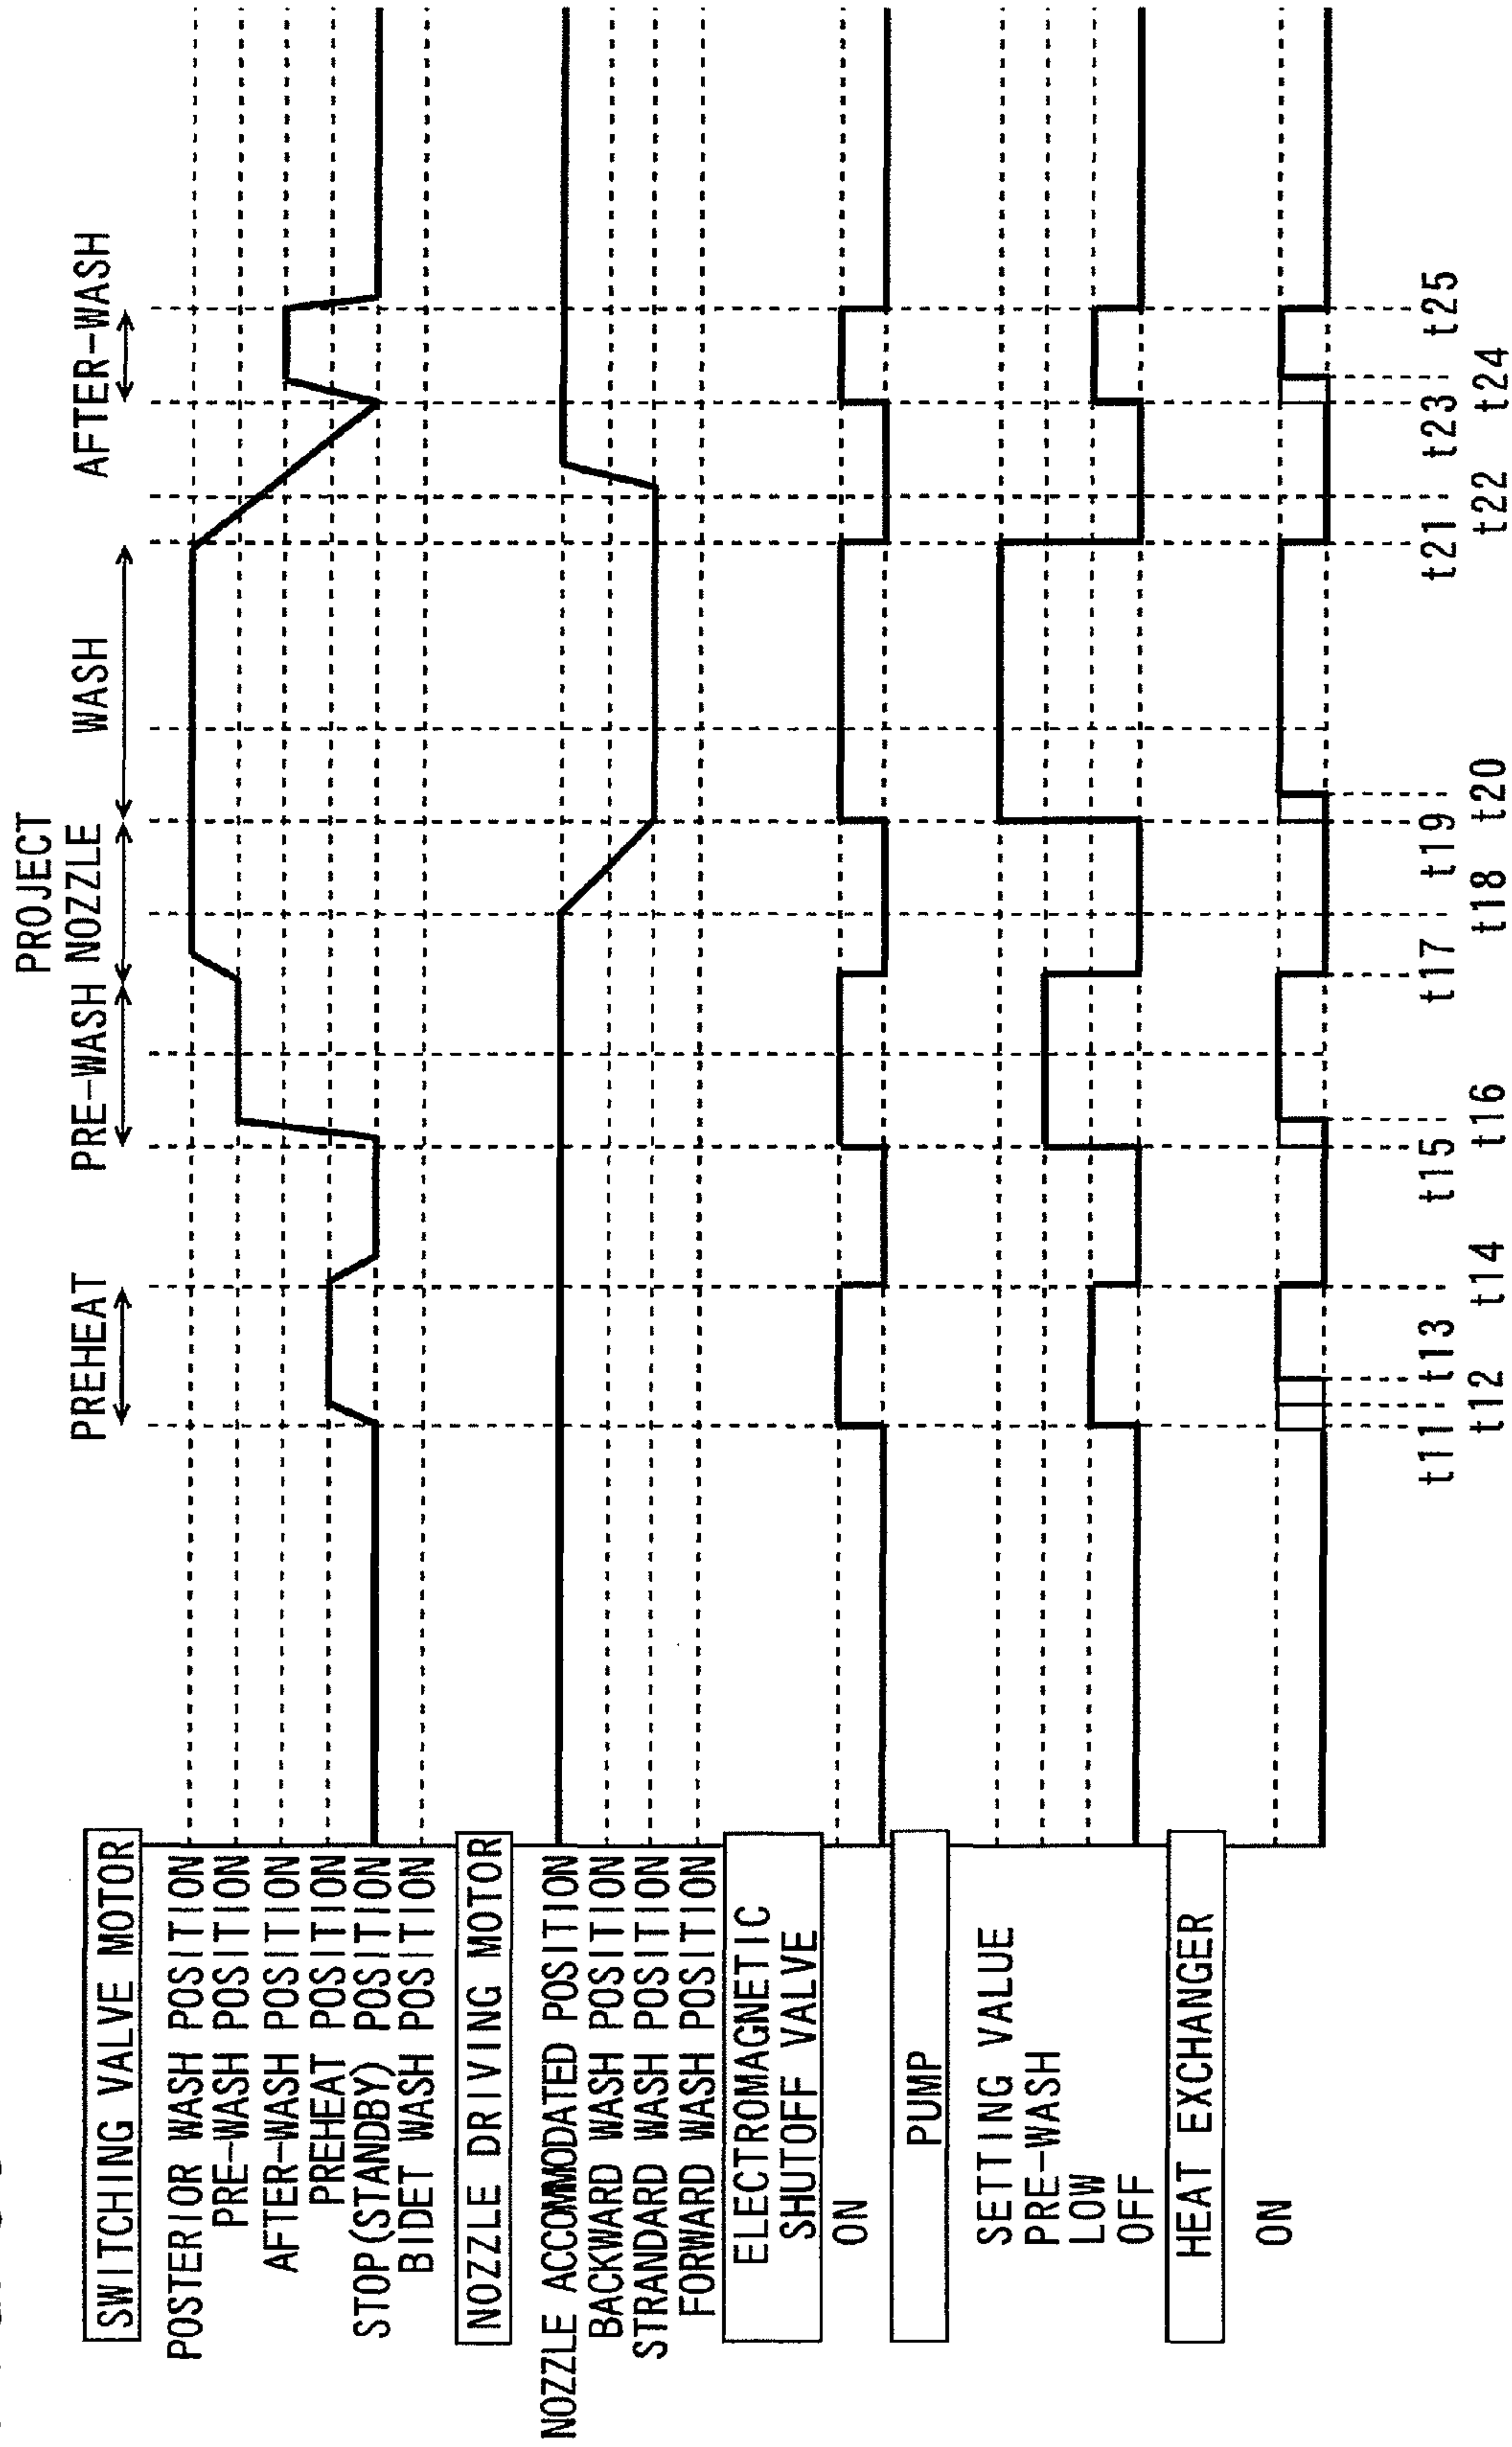 PREHEAT
PRE-WASH
PROJECT
NOZZLE
WASH
AFTER-WASH
SWITCHING VALVE MOTOR
POSTERIOR WASH POSITION
PRE-WASH POSITION
AFTER-WASH POSITION
PREHEAT POSITION
STOP(STANDBY) POSITION
BIDET WASH POSITION
NOZZLE DRIVING MOTOR
NOZZLE ACCOMMODATED POSITION
BACKWARD WASH POSITION
STRANDARD WASH POSITION
FORWARD WASH POSITION
ELECTROMAGNETIC
SHUTOFF VALVE
ON
PUMP
SETTING VALUE
PRE-WASH
LOW
OFF
HEAT EXCHANGER
ON
t11 t13 t15 t17 t19 t21 t23 t25
t12 t14 t16 t18 t20 t22 t24